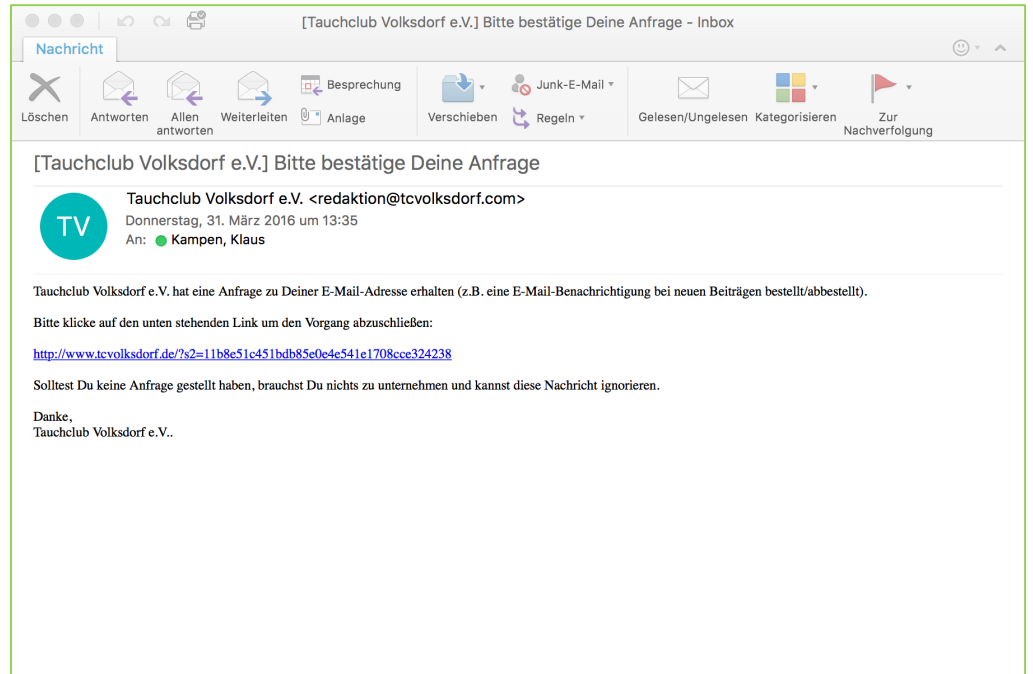 [Tauchclub Volksdorf e.V.] Bitte bestätige Deine Anfrage - Inbox
Nachricht
Löschen
Antworten
Allen antworten
Weiterleiten
Besprechung
Anlage
Verschieben
Junk-E-Mail
Regeln
Gelesen/Ungelesen
Kategorisieren
Zur Nachverfolgung
[Tauchclub Volksdorf e.V.] Bitte bestätige Deine Anfrage
TV
Tauchclub Volksdorf e.V. <redaktion@tcvolksdorf.com>
Donnerstag, 31. März 2016 um 13:35
An: Kampen, Klaus
Tauchclub Volksdorf e.V. hat eine Anfrage zu Deiner E-Mail-Adresse erhalten (z.B. eine E-Mail-Benachrichtigung bei neuen Beiträgen bestellt/abbestellt).
Bitte klicke auf den unten stehenden Link um den Vorgang abzuschließen:
http://www.tcvolksdorf.de/?s2=11b8e51c451bdb85e0e4e541e1708cce324238
Solltest Du keine Anfrage gestellt haben, brauchst Du nichts zu unternehmen und kannst diese Nachricht ignorieren.
Danke,
Tauchclub Volksdorf e.V..